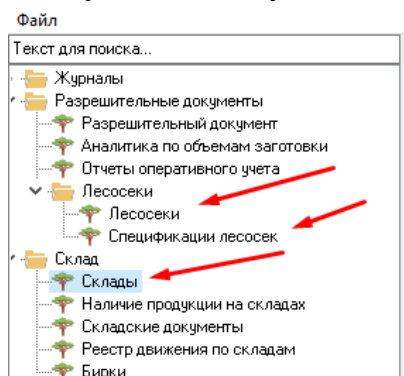 Файл
Текст для поиска...
Журналы
Разрешительные документы
Разрешительный документ
Аналитика по объемам заготовки
Отчеты оперативного учета
Лесосеки
Лесосеки
Спецификации лесосек
Склад
Склады
Наличие продукции на складах
Складские документы
Реестр движения по складам
Бирки